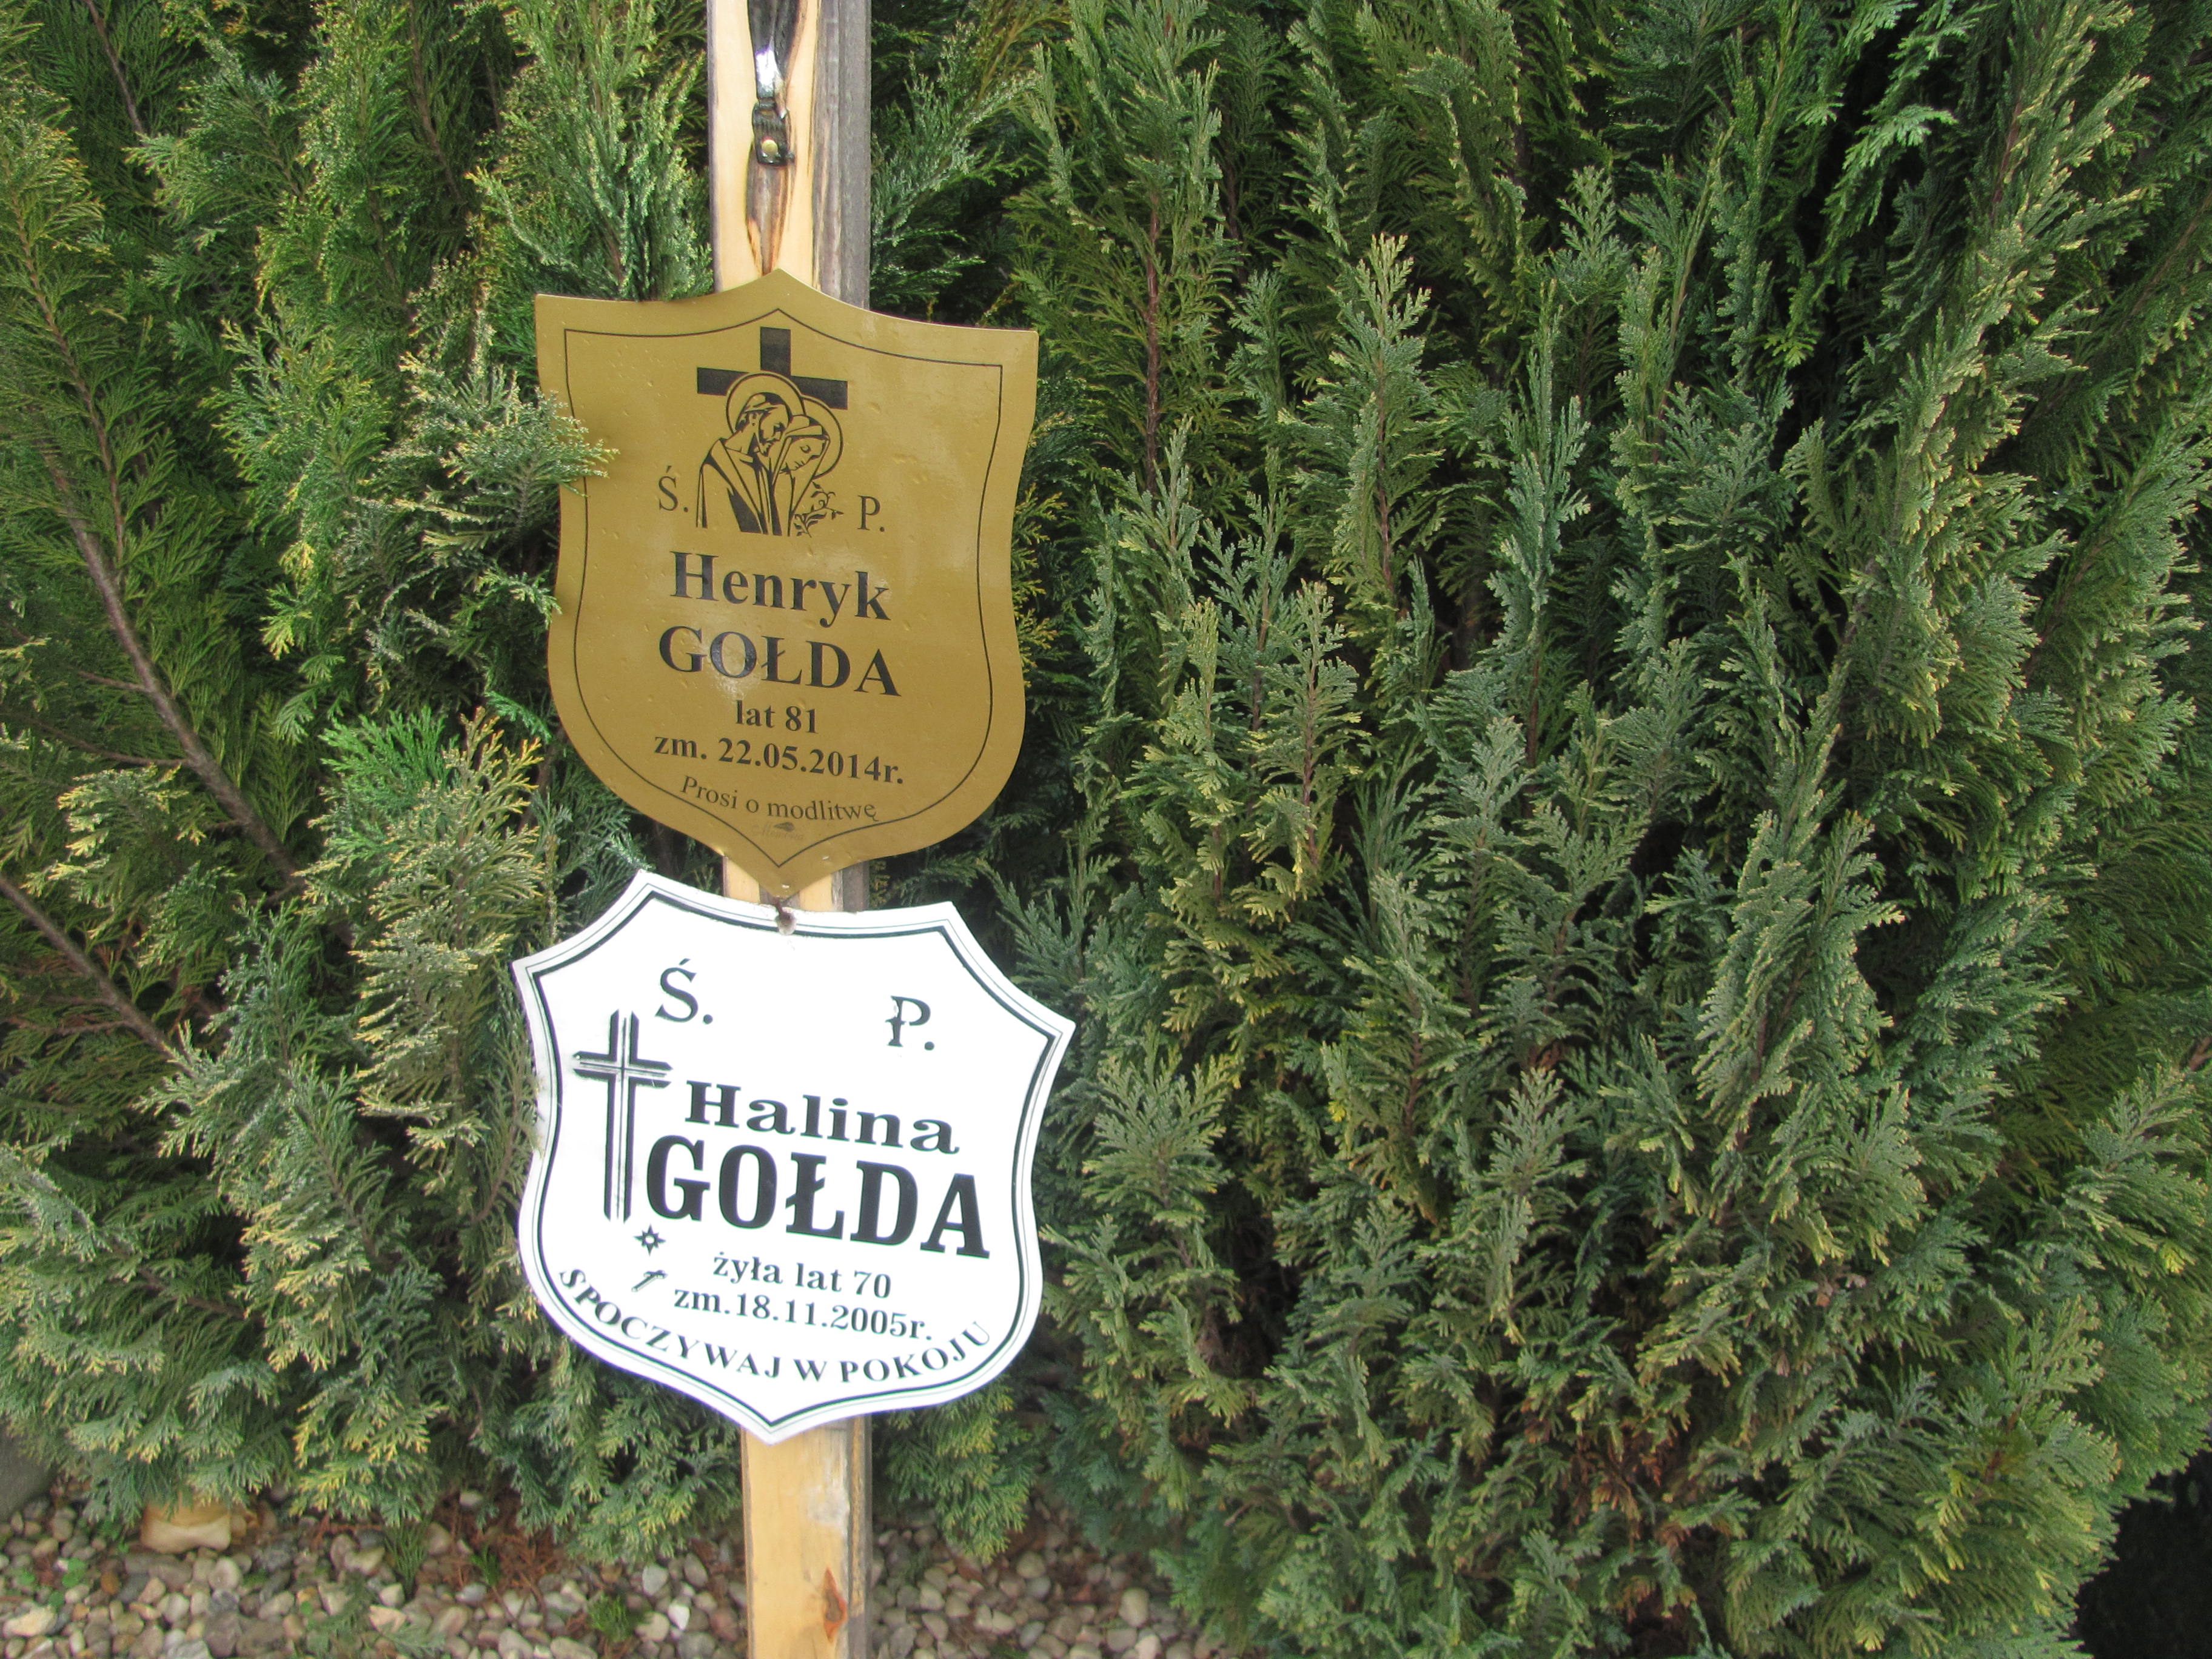 Ś. P.
Henryk
GOŁDA
lat 81
zm. 22.05.2014r.
Prosi o modlitwę
Ś. P.
Halina
GOŁDA
żyła lat 70
zm.18.11.2005r.
SPOCZYWAJ W POKOJU